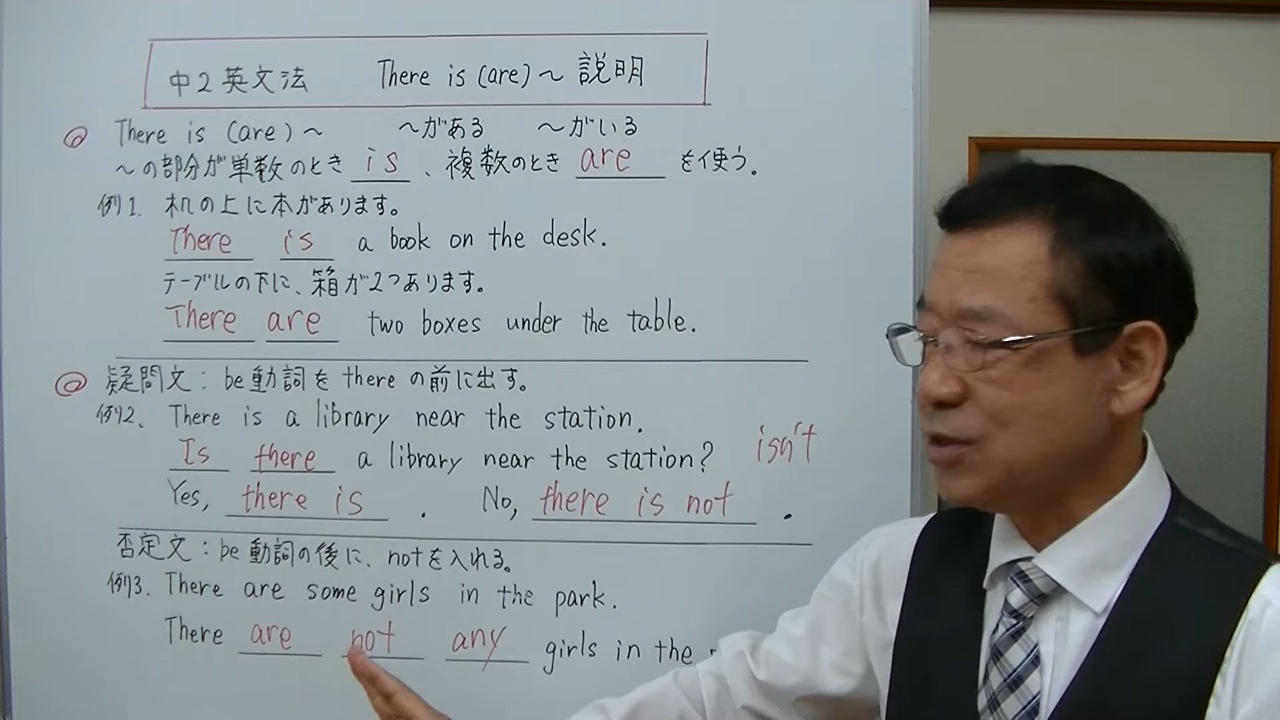 中2英文法 There is (are) ～ 説明
◎ There is (are) ～ ～がある ～がいる
～の部分が単数のとき is 、複数のとき are を使う。
例1. 机の上に本があります。
There is a book on the desk.
テーブルの下に、箱が2つあります。
There are two boxes under the table.
◎ 疑問文：be動詞を there の前に出す。
例2. There is a library near the station.
Is there a library near the station? isn't
Yes, there is . No, there is not .
否定文：be動詞の後に、notを入れる。
例3. There are some girls in the park.
There are not any girls in the